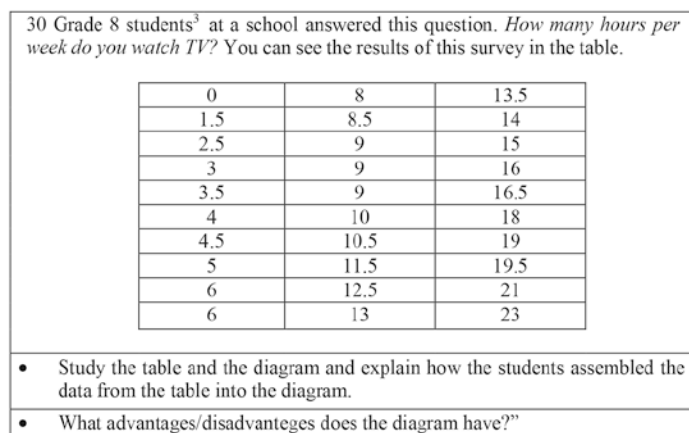 30 Grade 8 students³ at a school answered this question. How many hours per
week do you watch TV? You can see the results of this survey in the table.
0 8 13.5
1.5 8.5 14
2.5 9 15
3 9 16
3.5 9 16.5
4 10 18
4.5 10.5 19
5 11.5 19.5
6 12.5 21
6 13 23
• Study the table and the diagram and explain how the students assembled the
data from the table into the diagram.
• What advantages/disadvanteges does the diagram have?”